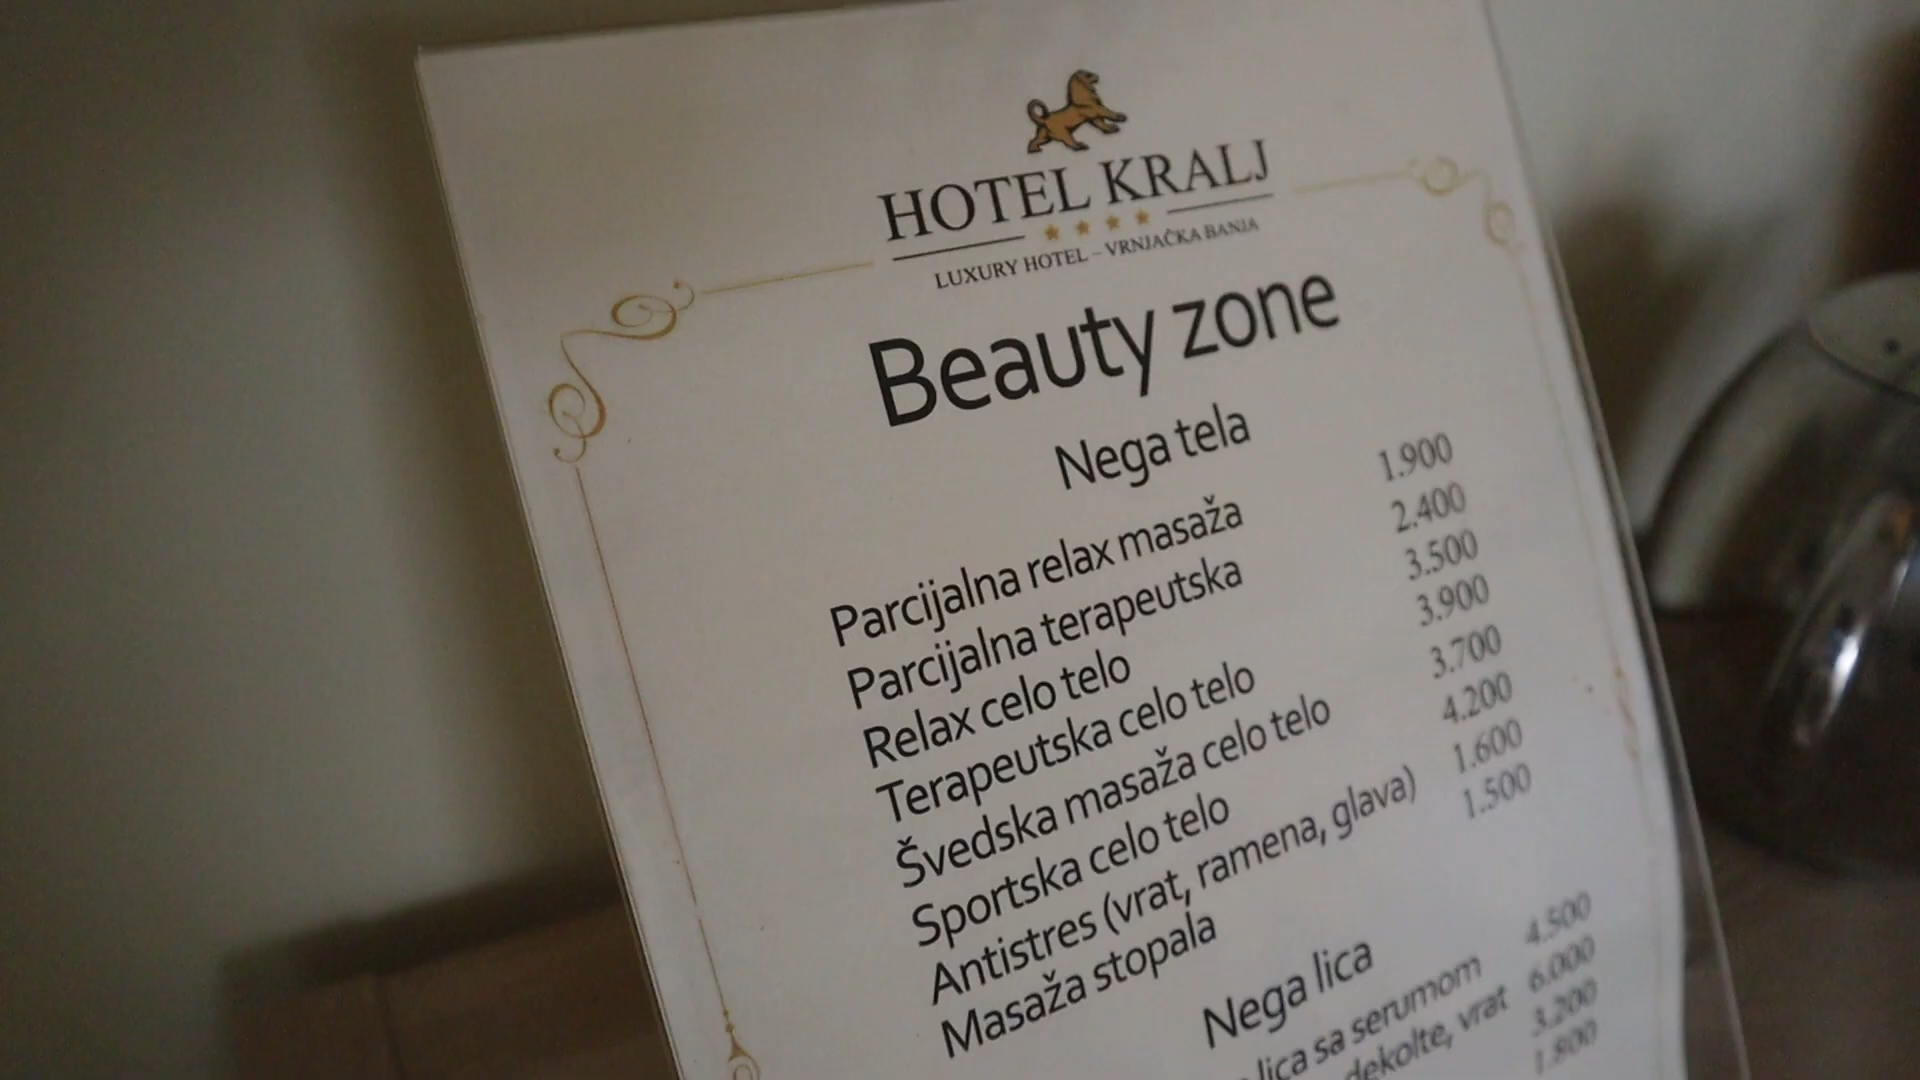 HOTEL KRALJ
LUXURY HOTEL – VRNJAČKA BANJA
Beauty zone
Nega tela
Parcijalna relax masaža 1.900
Parcijalna terapeutska 2.400
Relax celo telo 3.500
Terapeutska celo telo 3.900
Švedska masaža celo telo 3.700
Sportska celo telo 4.200
Antistres (vrat, ramena, glava) 1.600
Masaža stopala 1.500
Nega lica
lica sa serumom 4.500
dekolte, vrat 6.000
3.200
1.800